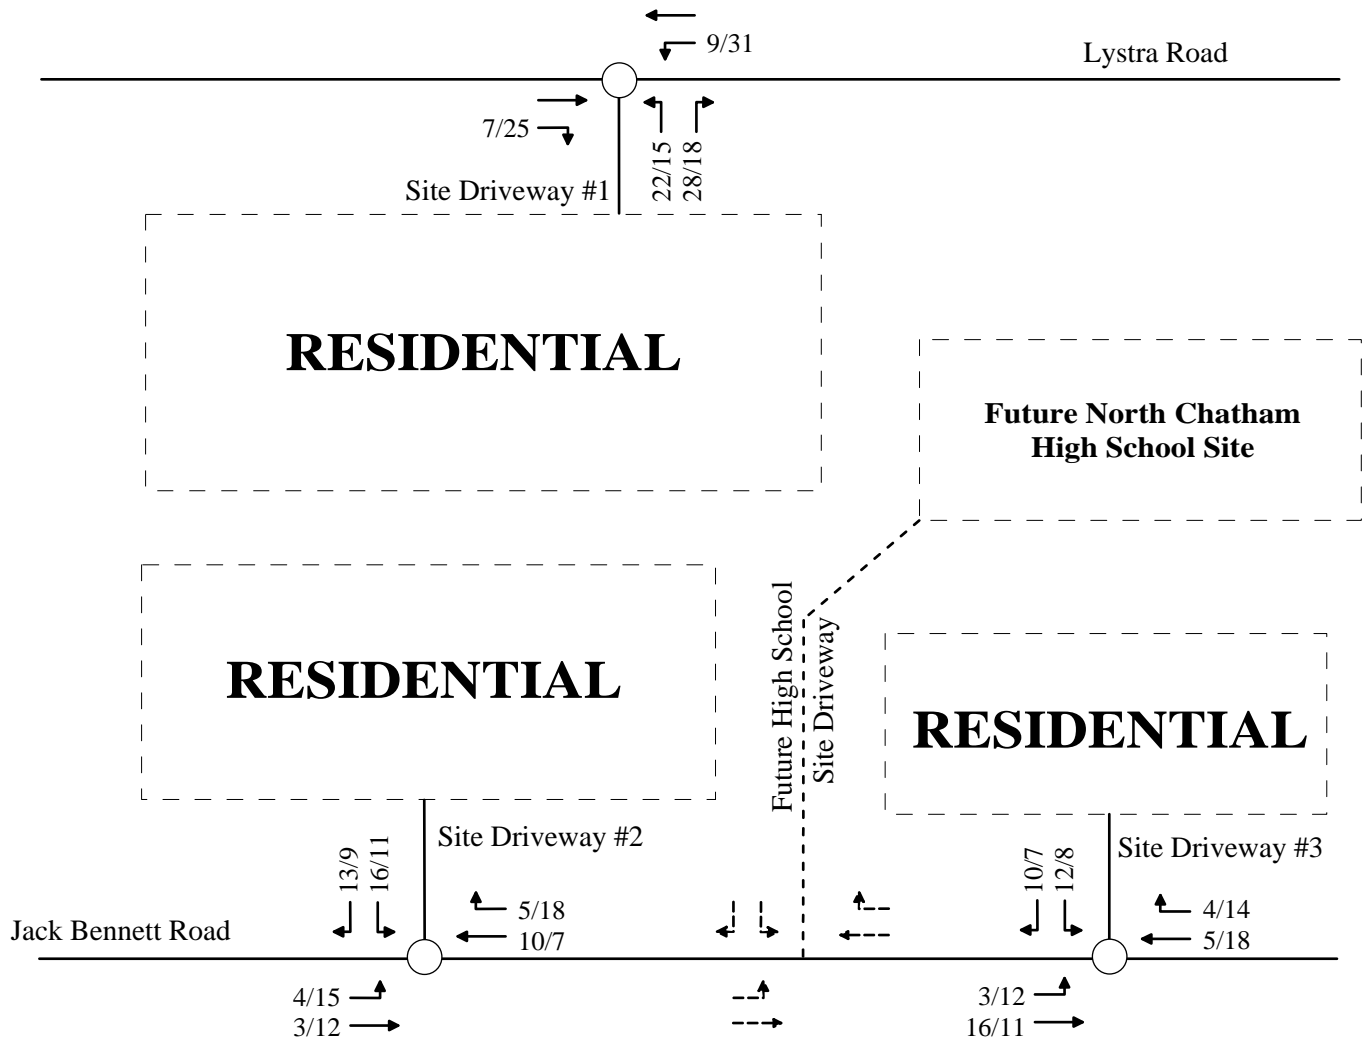 9/31
Lystra Road
7/25
22/15
28/18
Site Driveway #1
RESIDENTIAL
Future North Chatham
High School Site
RESIDENTIAL
Future High School
Site Driveway
RESIDENTIAL
Site Driveway #2
13/9
16/11
Site Driveway #3
10/7
12/8
5/18
10/7
4/14
5/18
Jack Bennett Road
4/15
3/12
3/12
16/11